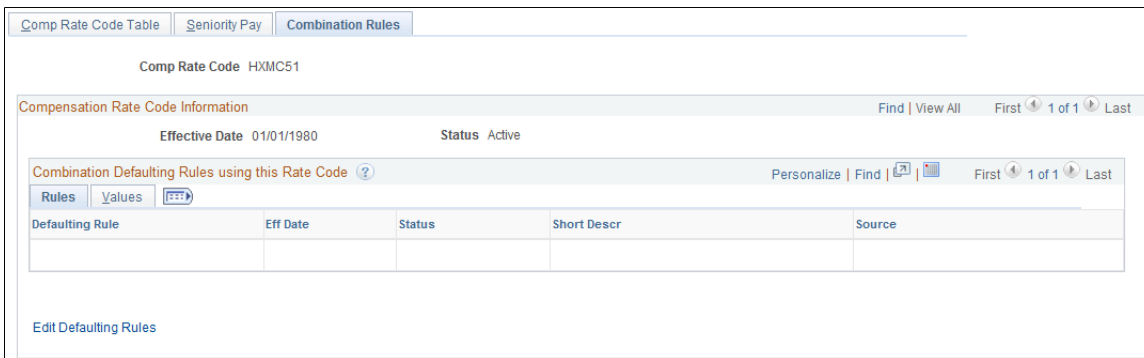 Comp Rate Code Table Seniority Pay Combination Rules
Comp Rate Code HXMC51
Compensation Rate Code Information Find | View All First 1 of 1 Last
Effective Date 01/01/1980 Status Active
Combination Defaulting Rules using this Rate Code ? Personalize | Find | | First 1 of 1 Last
Rules Values
Defaulting Rule Eff Date Status Short Descr Source
Edit Defaulting Rules